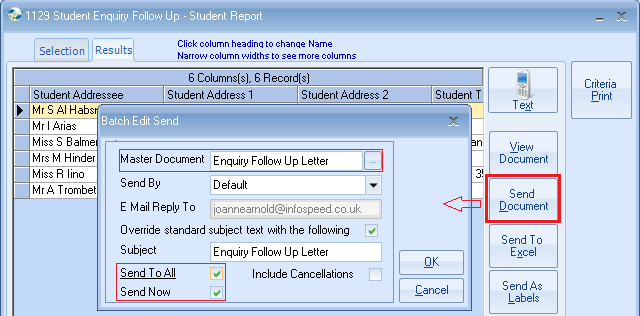 1129 Student Enquiry Follow Up - Student Report
Selection
Results
Click column heading to change Name
Narrow column widths to see more columns
6 Columns(s), 6 Record(s)
Student Addressee Student Address 1 Student Address 2 Student T
Mr S Al Habsr
Mr I Arias
Miss S Balmer
Mrs M Hinder
Miss R Iino
Mr A Trombet
Batch Edit Send
Master Document Enquiry Follow Up Letter ...
Send By Default
E Mail Reply To joannearnold@infospeed.co.uk
Override standard subject text with the following
Subject Enquiry Follow Up Letter
Send To All Include Cancellations
Send Now
OK
Cancel
Text
View Document
Send Document
Send To Excel
Send As Labels
Criteria Print